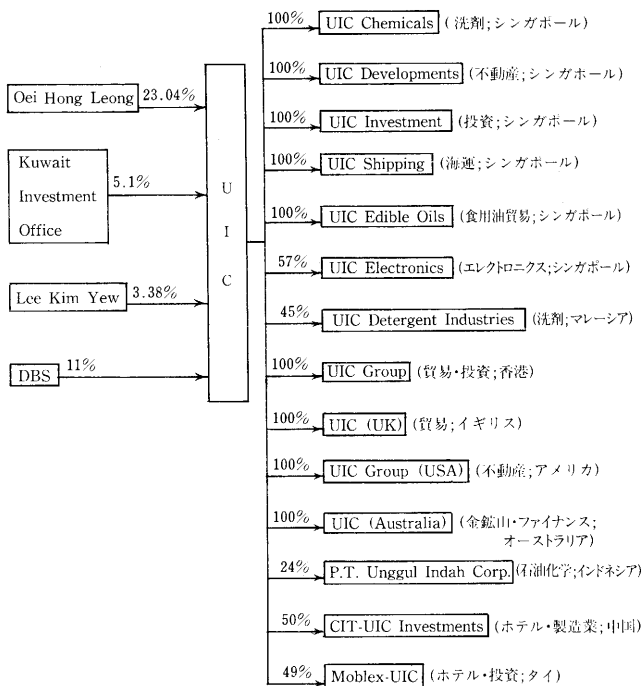 Oei Hong Leong 23.04%
Kuwait
Investment
Office
5.1%
Lee Kim Yew 3.38%
DBS 11%
U
I
C
100% UIC Chemicals (洗剤;シンガポール)
100% UIC Developments (不動産;シンガホール)
100% UIC Investment (投資;シンガポール)
100% UIC Shipping (海運;シンガポール)
100% UIC Edible Oils (食用油貿易;シンガポール)
57% UIC Electronics (エレクトロニクス;シンガポール)
45% UIC Detergent Industries (洗剤;マレーシア)
100% UIC Group (貿易・投資;香港)
100% UIC (UK) (貿易;イギリス)
100% UIC Group (USA) (不動産;アメリカ)
100% UIC (Australia) (金鉱山・ファイナンス;
オーストラリア)
24% P.T. Unggul Indah Corp. (石油化学;インドネシア)
50% CIT-UIC Investments (ホテル・製造業;中国)
49% Moblex-UIC (ホテル・投資;タイ)